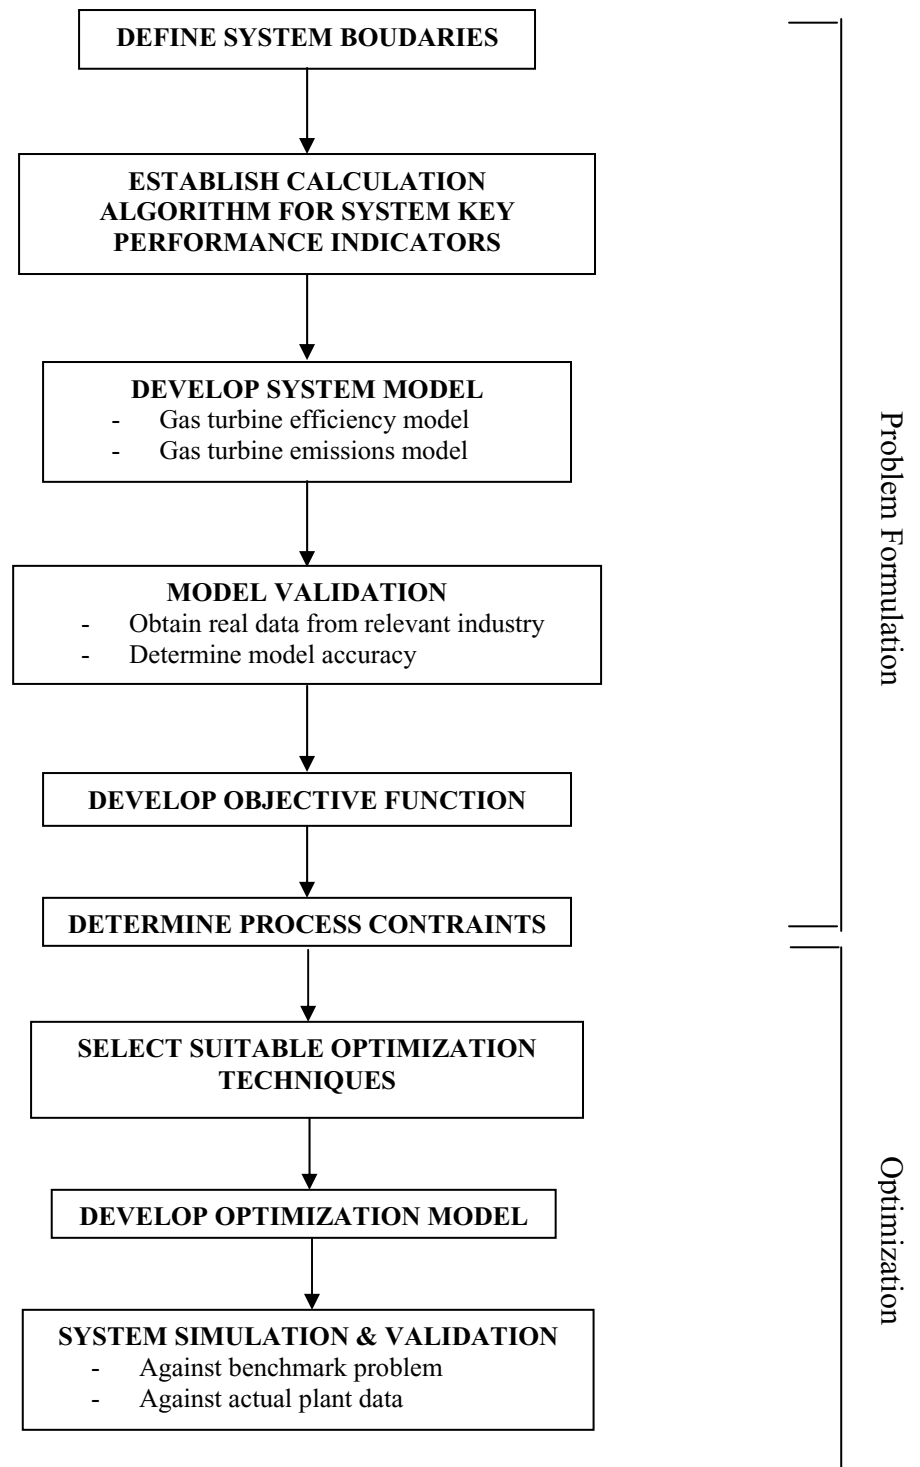 DEFINE SYSTEM BOUDARIES
ESTABLISH CALCULATION
ALGORITHM FOR SYSTEM KEY
PERFORMANCE INDICATORS
DEVELOP SYSTEM MODEL
- Gas turbine efficiency model
- Gas turbine emissions model
MODEL VALIDATION
- Obtain real data from relevant industry
- Determine model accuracy
DEVELOP OBJECTIVE FUNCTION
DETERMINE PROCESS CONTRAINTS
Problem Formulation
SELECT SUITABLE OPTIMIZATION
TECHNIQUES
DEVELOP OPTIMIZATION MODEL
SYSTEM SIMULATION & VALIDATION
- Against benchmark problem
- Against actual plant data
Optimization